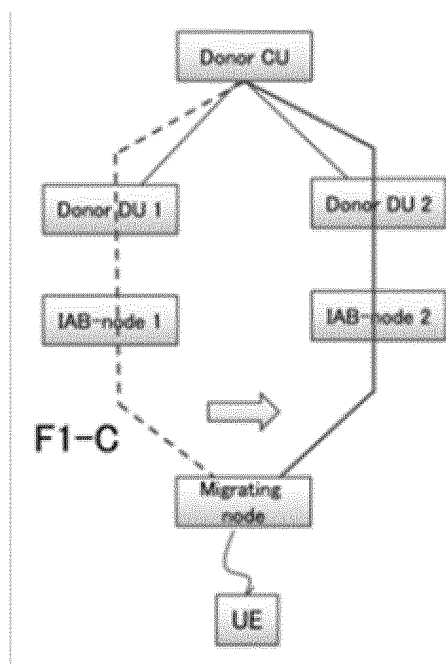 Donor CU
Donor DU 1
Donor DU 2
IAB-node 1
IAB-node 2
F1-C
Migrating
node
UE